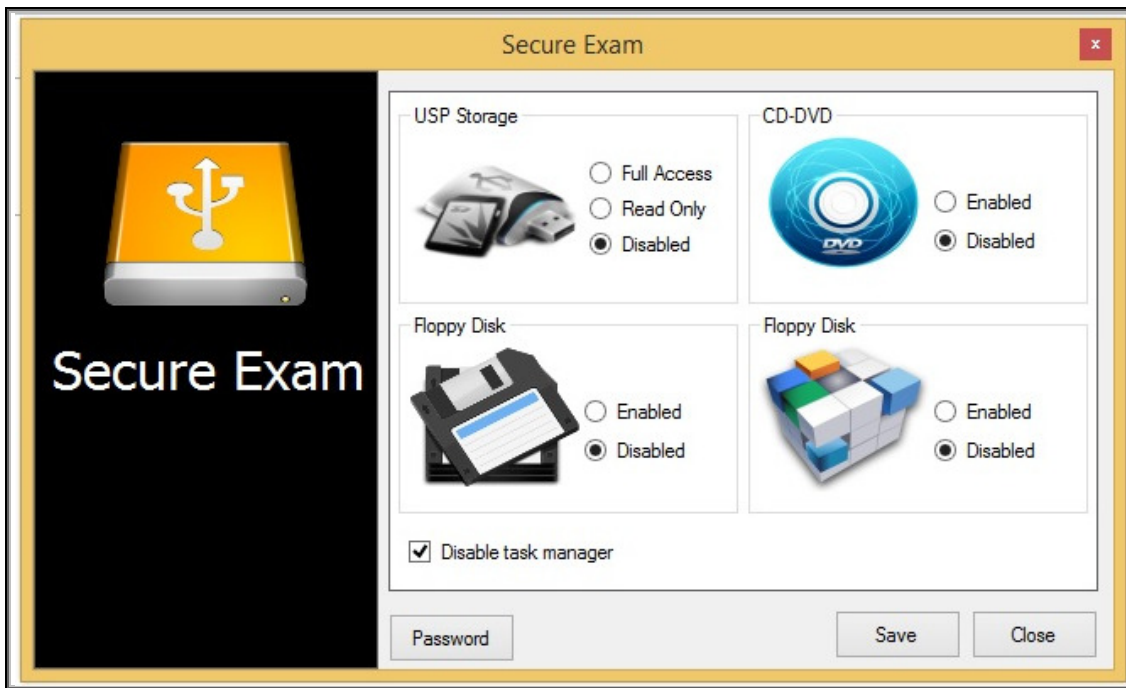 Secure Exam
x
Secure Exam
USP Storage
Full Access
Read Only
Disabled
CD-DVD
DVD
Enabled
Disabled
Floppy Disk
Enabled
Disabled
Floppy Disk
Enabled
Disabled
Disable task manager
Password
Save
Close